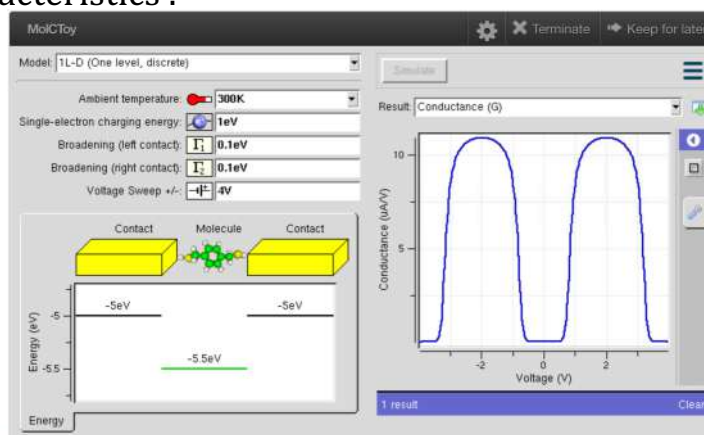 MolCToy
Terminate
Keep for later
Model: 1L-D (One level, discrete)
Ambient temperature: 300K
Single-electron charging energy: 1eV
Broadening (left contact): Γ1 0.1eV
Broadening (right contact): Γ2 0.1eV
Voltage Sweep +/-: 4V
Contact Molecule Contact
-5eV -5eV
-5
-5.5eV
-5.5
Energy (eV)
Energy
Simulate
Result: Conductance (G)
10
5
Conductance (uA/V)
-2 0 2
Voltage (V)
1 result Clear